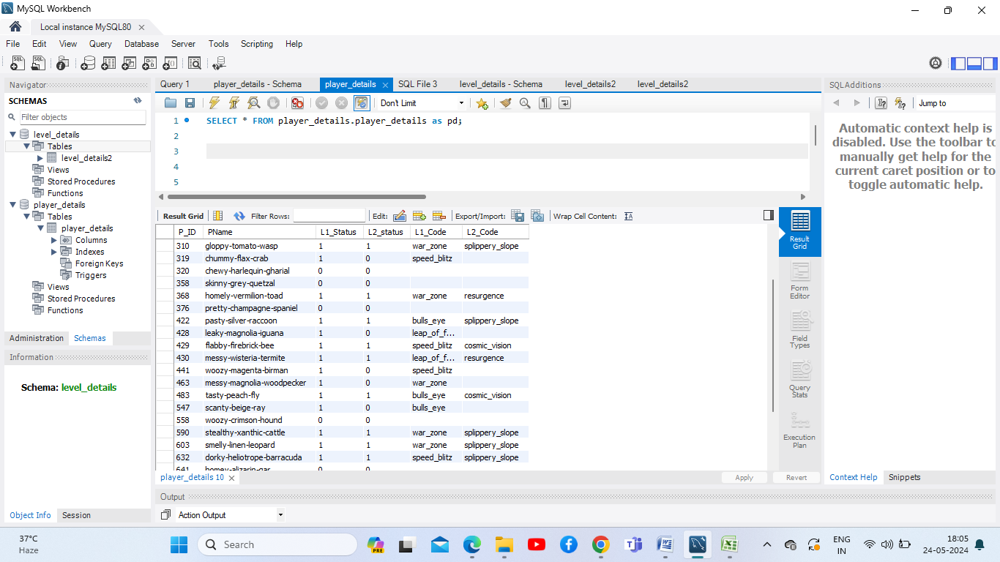 MySQL Workbench
Local instance MySQL80
File Edit View Query Database Server Tools Scripting Help
Navigator
SCHEMAS
Filter objects
level_details
Tables
level_details2
Views
Stored Procedures
Functions
player_details
Tables
player_details
Columns
Indexes
Foreign Keys
Triggers
Views
Stored Procedures
Functions
Administration Schemas
Information
Schema: level_details
Object Info Session
Query 1 player_details - Schema player_details SQL File 3 level_details - Schema level_details2 level_details2
Don't Limit
1 SELECT * FROM player_details.player_details as pd;
2
3
4
5
Result Grid Filter Rows: Edit: Export/Import: Wrap Cell Content:
P_ID PName L1_Status L2_status L1_Code L2_Code
310 gloppy-tomato-wasp 1 1 war_zone splippery_slope
319 chummy-flax-crab 1 0 speed_blitz
320 chewy-harlequin-gharial 0 0
358 skinny-grey-quetzal 0 0
368 homely-vermilion-toad 1 1 war_zone resurgence
376 pretty-champagne-spaniel 0 0
422 pasty-silver-raccoon 1 1 bulls_eye splippery_slope
428 leaky-magnolia-iguana 1 0 leap_of_f...
429 flabby-firebrick-bee 1 1 speed_blitz cosmic_vision
430 messy-wisteria-termite 1 1 leap_of_f... resurgence
441 woozy-magenta-birman 1 0 speed_blitz
463 messy-magnolia-woodpecker 1 0 war_zone
483 tasty-peach-fly 1 1 bulls_eye cosmic_vision
547 scanty-beige-ray 1 0 bulls_eye
558 woozy-crimson-hound 0 0
590 stealthy-xanthic-cattle 1 1 war_zone splippery_slope
603 smelly-linen-leopard 1 1 war_zone splippery_slope
632 dorky-heliotrope-barracuda 1 1 speed_blitz splippery_slope
641 homey-alizarin-gar 0 0
Result
Grid
Form
Editor
Field
Types
Query
Stats
Execution
Plan
player_details 10
Apply Revert
Output
Action Output
SQLAdditions
Jump to
Automatic context help is
disabled. Use the toolbar to
manually get help for the
current caret position or to
toggle automatic help.
Context Help Snippets
37°C
Haze
Search
PRE
ENG
IN
18:05
24-05-2024